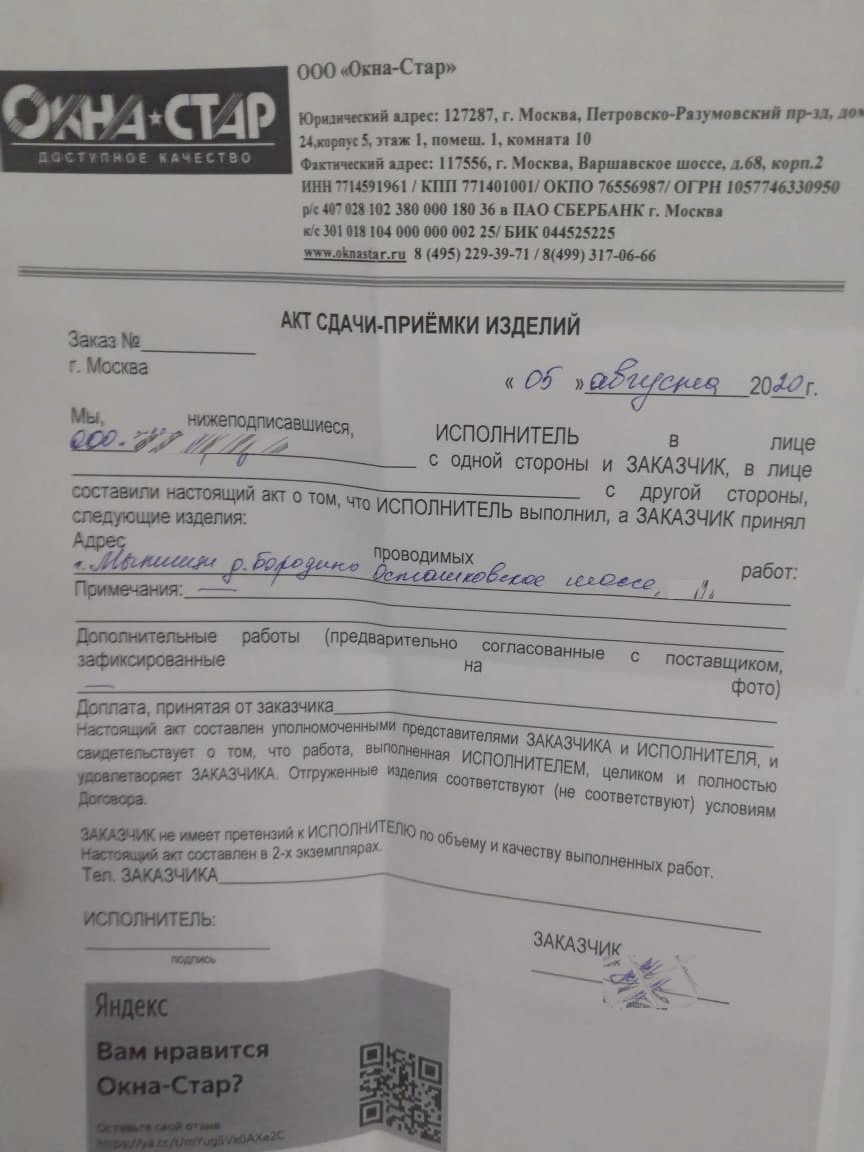 ОКНА★СТАР
ДОСТУПНОЕ КАЧЕСТВО
ООО «Окна-Стар»
Юридический адрес: 127287, г. Москва, Петровско-Разумовский пр-зд, дом
24,корпус 5, этаж 1, помещ. 1, комната 10
Фактический адрес: 117556, г. Москва, Варшавское шоссе, д.68, корп.2
ИНН 7714591961 / КПП 771401001/ ОКПО 76556987/ ОГРН 1057746330950
р/с 407 028 102 380 000 180 36 в ПАО СБЕРБАНК г. Москва
к/с 301 018 104 000 000 002 25/ БИК 044525225
www.oknastar.ru 8 (495) 229-39-71 / 8(499) 317-06-66
АКТ СДАЧИ-ПРИЁМКИ ИЗДЕЛИЙ
Заказ №
г. Москва
« 05 » августа 2020 г.
Мы, нижеподписавшиеся, ИСПОЛНИТЕЛЬ в лице
ООО
с одной стороны и ЗАКАЗЧИК, в лице
с другой стороны,
составили настоящий акт о том, что ИСПОЛНИТЕЛЬ выполнил, а ЗАКАЗЧИК принял
следующие изделия:
Адрес проводимых работ:
г. Мытищи д. Бородино Осташковское шоссе,
Примечания: —
Дополнительные работы (предварительно согласованные с поставщиком,
зафиксированные на фото)
—
Доплата, принятая от заказчика
Настоящий акт составлен уполномоченными представителями ЗАКАЗЧИКА и ИСПОЛНИТЕЛЯ, и
свидетельствует о том, что работа, выполненная ИСПОЛНИТЕЛЕМ, целиком и полностью
удовлетворяет ЗАКАЗЧИКА. Отгруженные изделия соответствуют (не соответствуют) условиям
Договора.
ЗАКАЗЧИК не имеет претензий к ИСПОЛНИТЕЛЮ по объему и качеству выполненных работ.
Настоящий акт составлен в 2-х экземплярах.
Тел. ЗАКАЗЧИКА
ИСПОЛНИТЕЛЬ:
подпись
ЗАКАЗЧИК
Яндекс
Вам нравится
Окна-Стар?
Оставьте свой отзыв